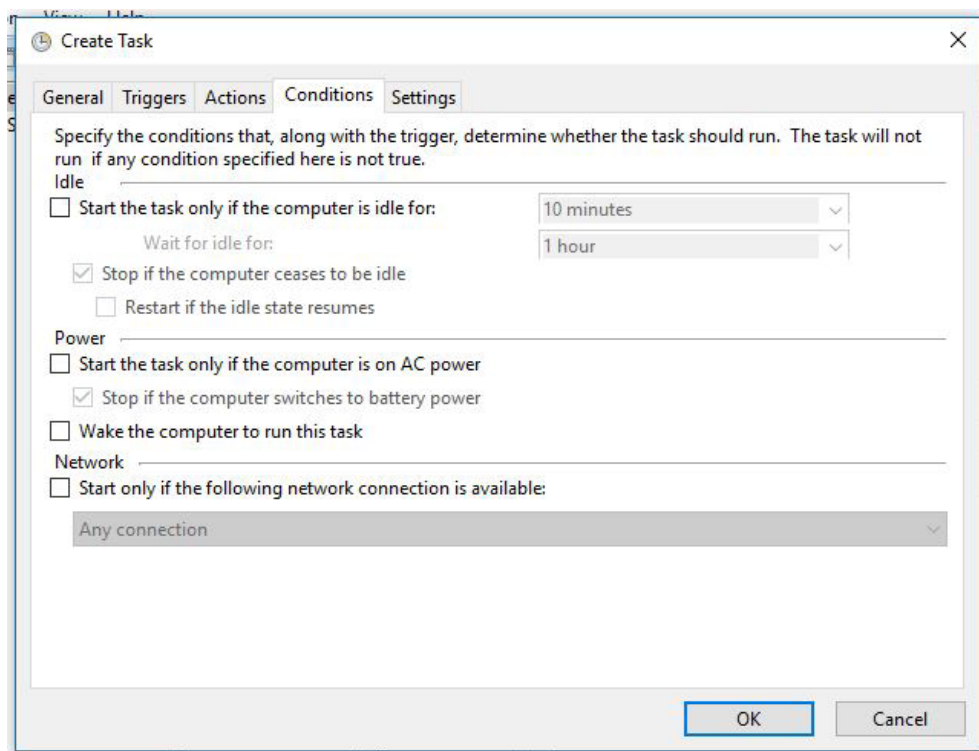 View Help
Create Task
General Triggers Actions Conditions Settings
Specify the conditions that, along with the trigger, determine whether the task should run. The task will not
run if any condition specified here is not true.
Idle
Start the task only if the computer is idle for: 10 minutes
Wait for idle for: 1 hour
Stop if the computer ceases to be idle
Restart if the idle state resumes
Power
Start the task only if the computer is on AC power
Stop if the computer switches to battery power
Wake the computer to run this task
Network
Start only if the following network connection is available:
Any connection
OK Cancel